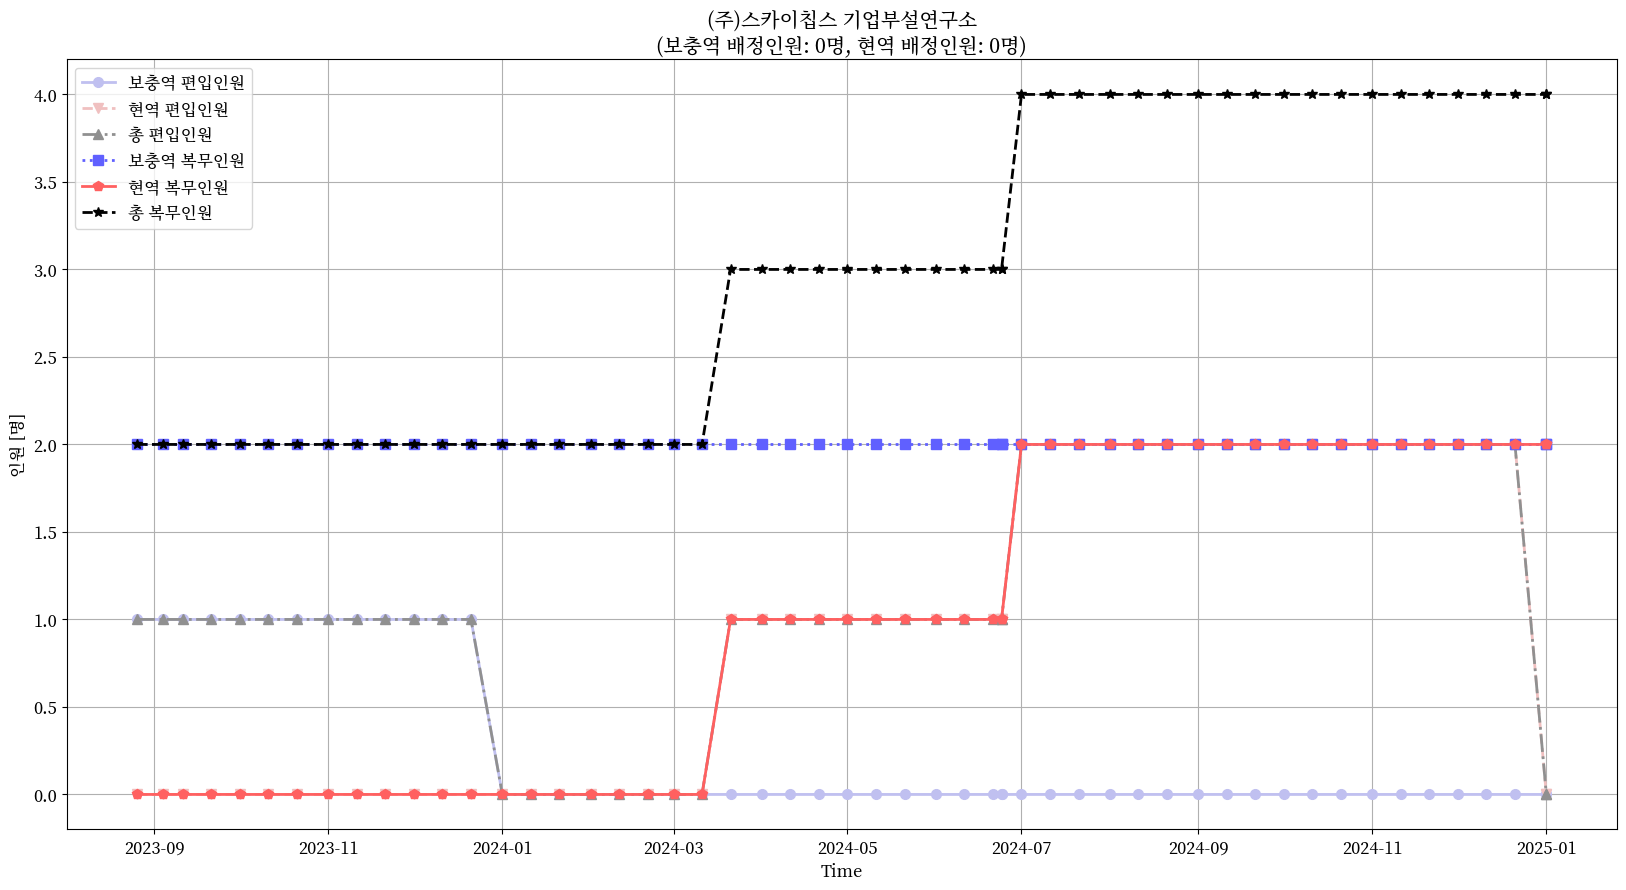 (주)스카이칩스 기업부설연구소
(보충역 배정인원: 0명, 현역 배정인원: 0명)
보충역 편입인원
현역 편입인원
총 편입인원
보충역 복무인원
현역 복무인원
총 복무인원
4.0
3.5
3.0
2.5
2.0
1.5
1.0
0.5
0.0
인원 [명]
2023-09
2023-11
2024-01
2024-03
2024-05
2024-07
2024-09
2024-11
2025-01
Time